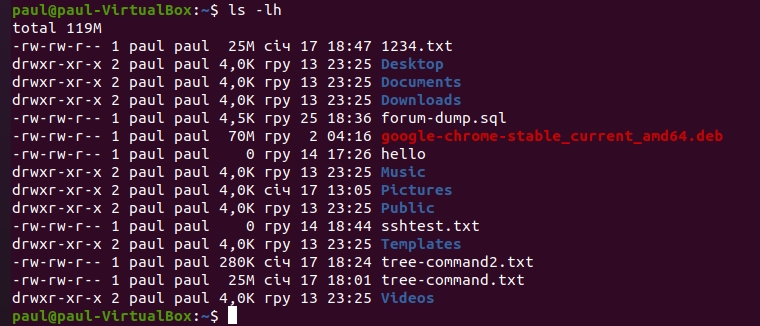 paul@paul-VirtualBox:~$ ls -lh
total 119M
-rw-rw-r-- 1 paul paul  25M січ 17 18:47 1234.txt
drwxr-xr-x 2 paul paul 4,0K гру 13 23:25 Desktop
drwxr-xr-x 2 paul paul 4,0K гру 13 23:25 Documents
drwxr-xr-x 2 paul paul 4,0K гру 13 23:25 Downloads
-rw-rw-r-- 1 paul paul 4,5K гру 25 18:36 forum-dump.sql
-rw-rw-r-- 1 paul paul  70M гру  2 04:16 google-chrome-stable_current_amd64.deb
-rw-rw-r-- 1 paul paul    0 гру 14 17:26 hello
drwxr-xr-x 2 paul paul 4,0K гру 13 23:25 Music
drwxr-xr-x 2 paul paul 4,0K січ 17 13:05 Pictures
drwxr-xr-x 2 paul paul 4,0K гру 13 23:25 Public
-rw-rw-r-- 1 paul paul    0 гру 14 18:44 sshtest.txt
drwxr-xr-x 2 paul paul 4,0K гру 13 23:25 Templates
-rw-rw-r-- 1 paul paul 280K січ 17 18:24 tree-command2.txt
-rw-rw-r-- 1 paul paul  25M січ 17 18:01 tree-command.txt
drwxr-xr-x 2 paul paul 4,0K гру 13 23:25 Videos
paul@paul-VirtualBox:~$